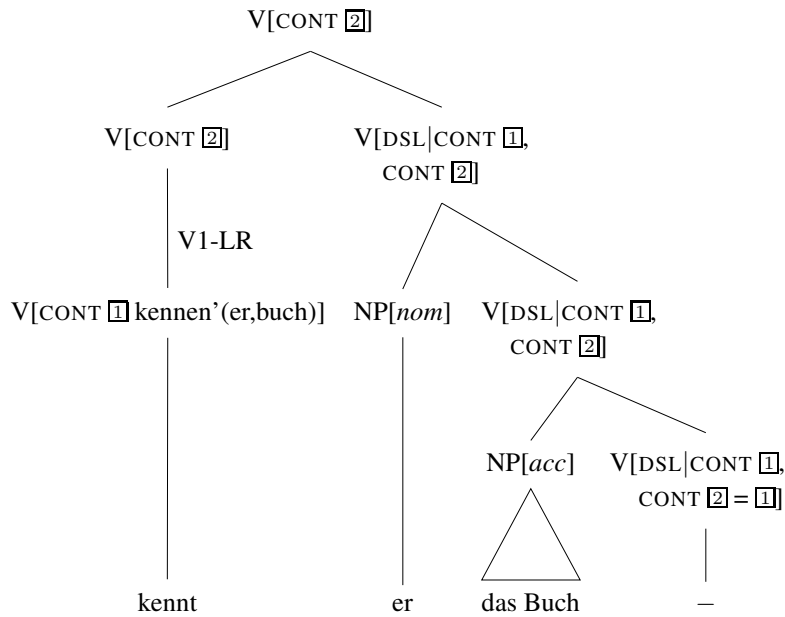 V[CONT 2]
V[CONT 2] V[DSL|CONT 1,
CONT 2]
V1-LR
V[CONT 1 kennen’(er,buch)] NP[nom] V[DSL|CONT 1,
CONT 2]
NP[acc] V[DSL|CONT 1,
CONT 2 = 1]
kennt er das Buch –